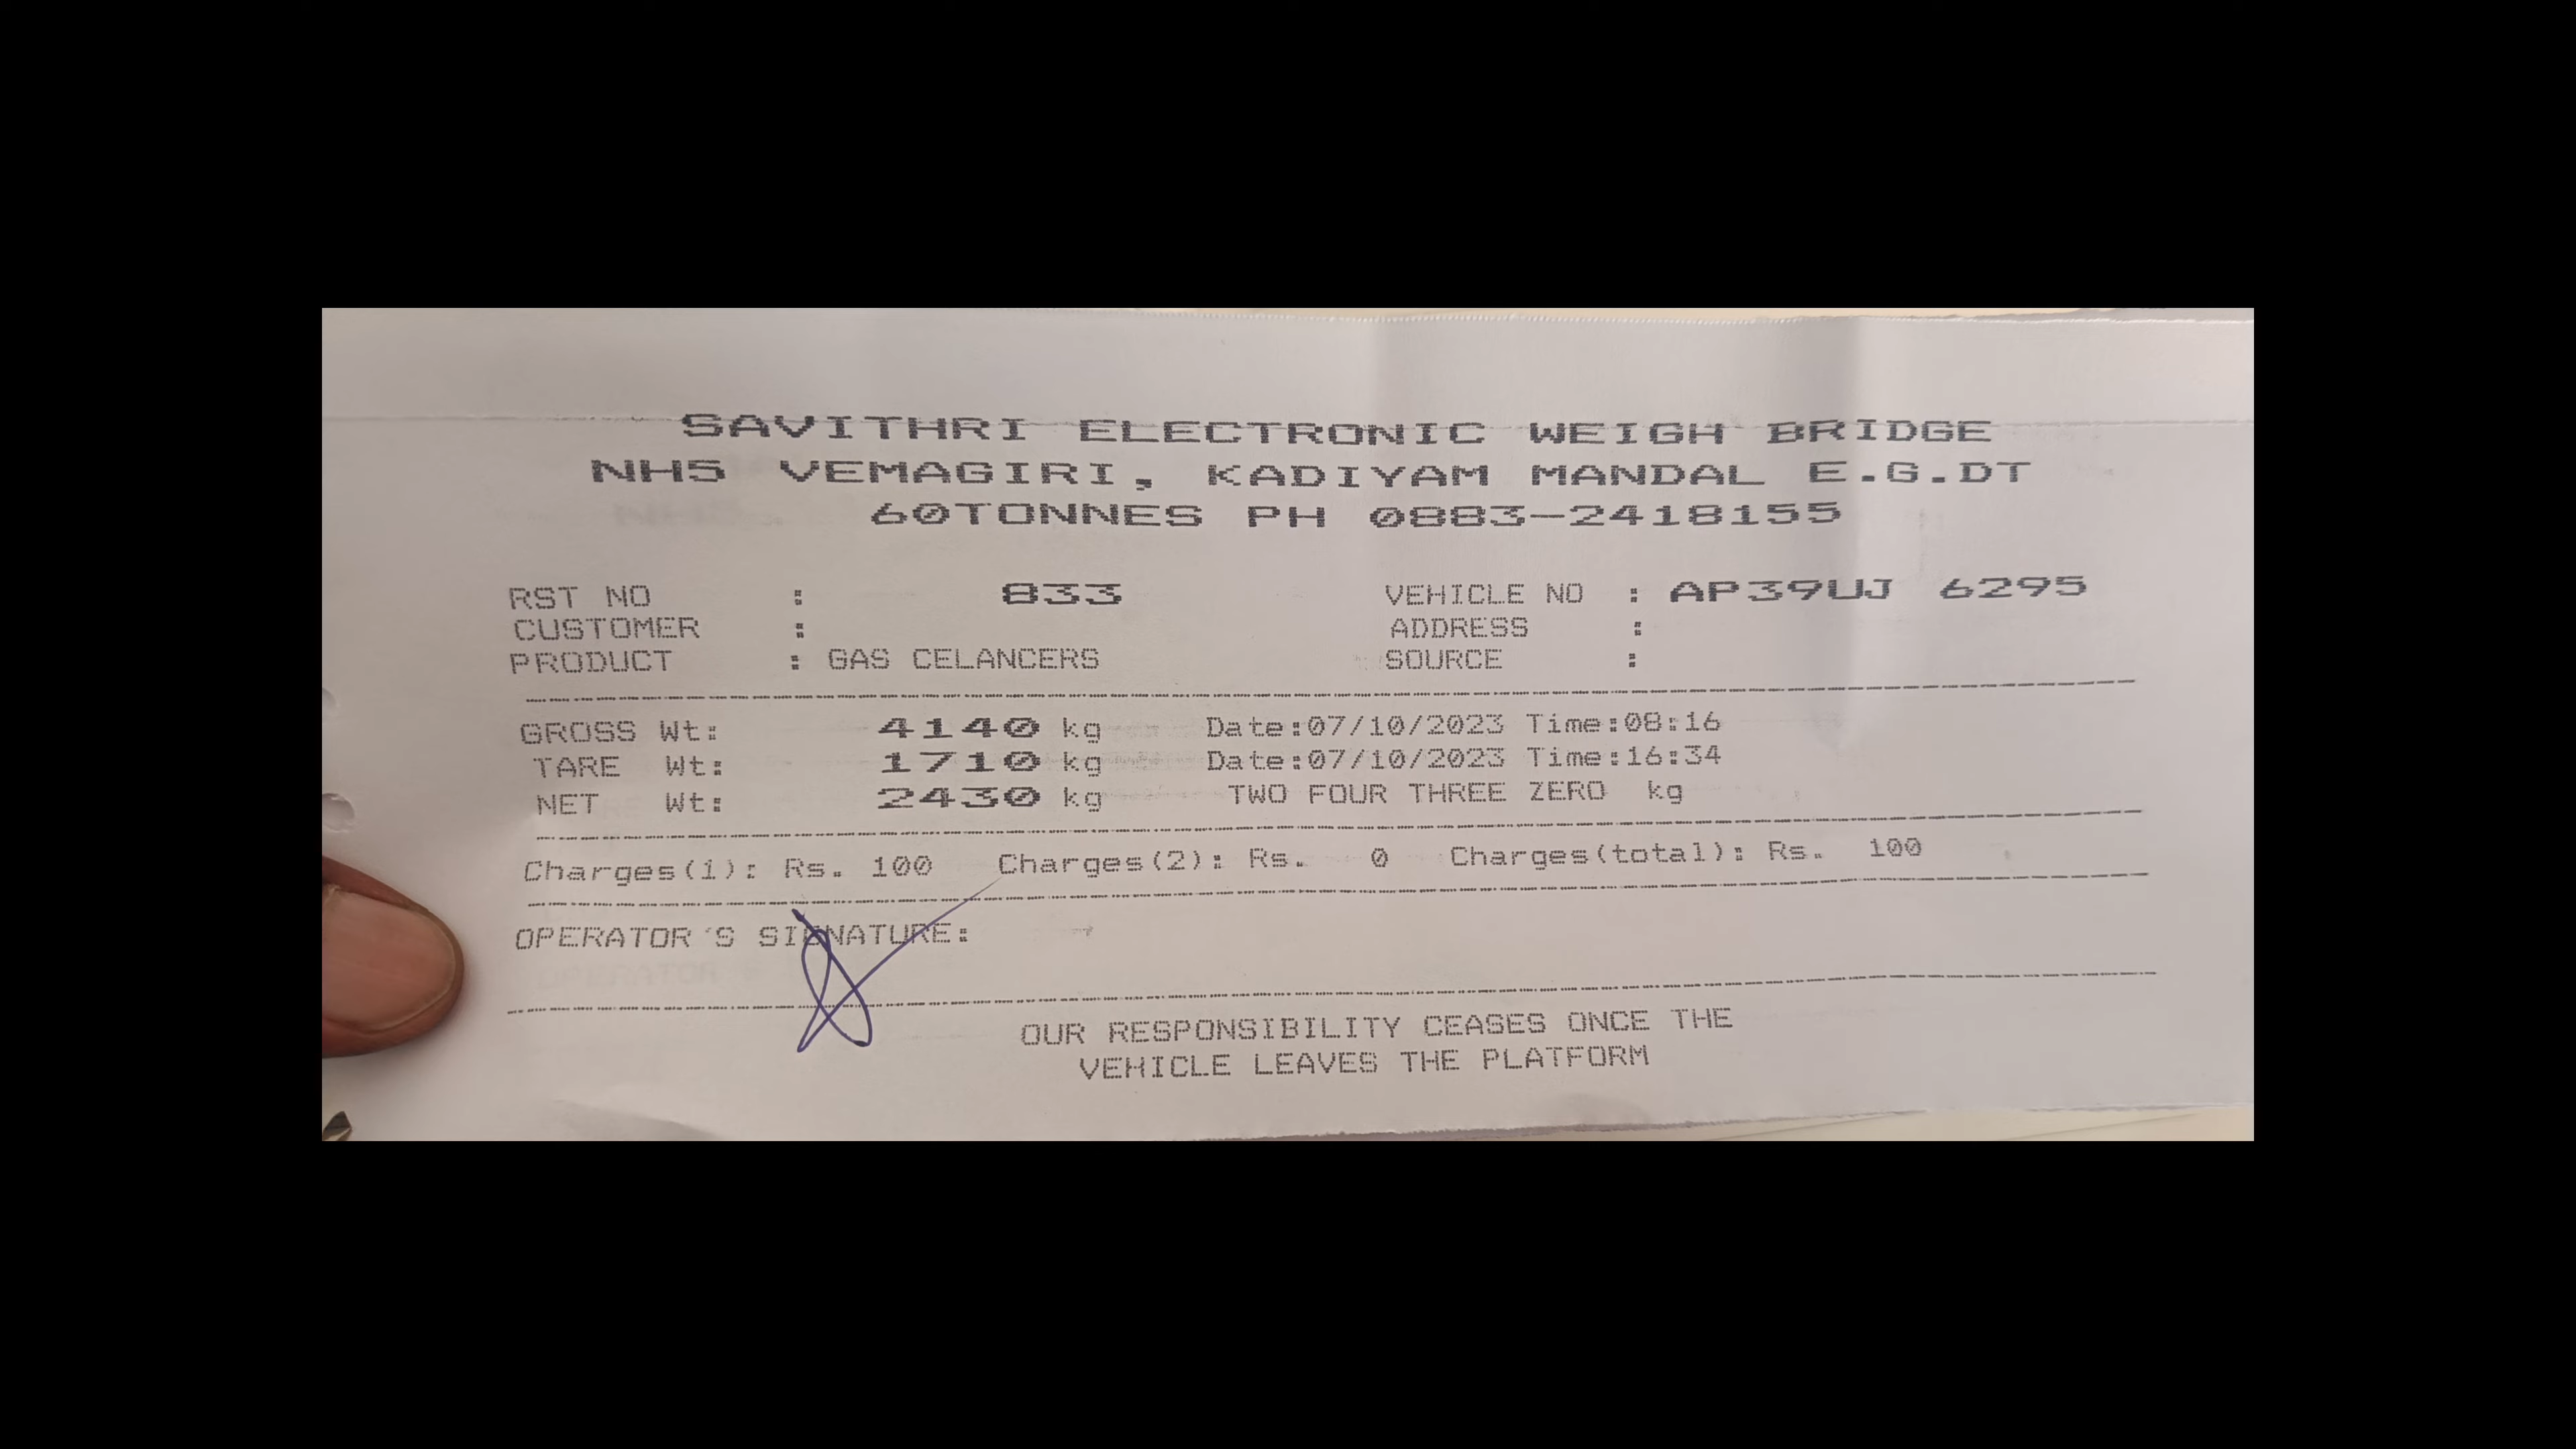 SAVITHRI ELECTRONIC WEIGH BRIDGE
NH5 VEMAGIRI, KADIYAM MANDAL E.G.DT
60TONNES PH 0883-2418155
RST NO : 833 VEHICLE NO : AP39UJ 6295
CUSTOMER : ADDRESS :
PRODUCT : GAS CELANCERS SOURCE :
GROSS Wt: 4140 kg Date:07/10/2023 Time:08:16
TARE Wt: 1710 kg Date:07/10/2023 Time:16:34
NET Wt: 2430 kg TWO FOUR THREE ZERO kg
Charges(1): Rs. 100 Charges(2): Rs. 0 Charges(total): Rs. 100
OPERATOR'S SIGNATURE:
OUR RESPONSIBILITY CEASES ONCE THE
VEHICLE LEAVES THE PLATFORM